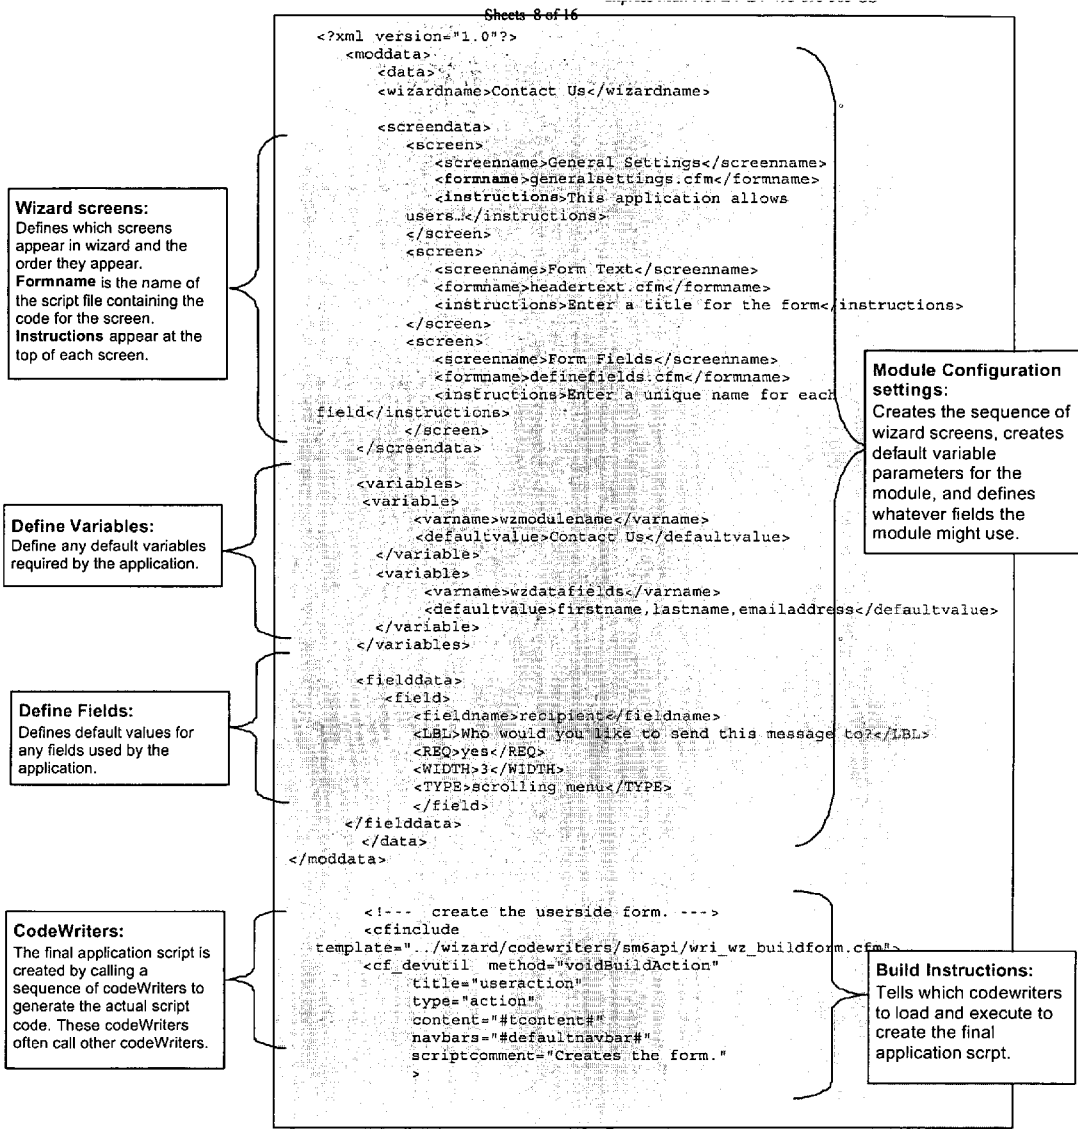 Sheets 8 of 16
<?xml version="1.0"?>
<moddata>
<data>
<wizardname>Contact Us</wizardname>
<screendata>
<screen>
<screenname>General Settings</screenname>
<formname>generalsettings.cfm</formname>
<instructions>This application allows
users…</instructions>
</screen>
<screen>
<screenname>Form Text</screenname>
<formname>headertext.cfm</formname>
<instructions>Enter a title for the form</instructions>
</screen>
<screen>
<screenname>Form Fields</screenname>
<formname>definefields.cfm</formname>
<instructions>Enter a unique name for each
field</instructions>
</screen>
</screendata>
<variables>
<variable>
<varname>wzmodulename</varname>
<defaultvalue>Contact Us</defaultvalue>
</variable>
<variable>
<varname>wzdatafields</varname>
<defaultvalue>firstname,lastname,emailaddress</defaultvalue>
</variable>
</variables>
<fielddata>
<field>
<fieldname>recipient</fieldname>
<LBL>Who would you like to send this message to?</LBL>
<REQ>yes</REQ>
<WIDTH>3</WIDTH>
<TYPE>scrolling menu</TYPE>
</field>
</fielddata>
</data>
</moddata>
<!--- create the userside form. --->
<cfinclude
template="../wizard/codewriters/sm6api/wri_wz_buildform.cfm">
<cf_devutil method="voidBuildAction"
title="useraction"
type="action"
content="#tcontent#"
navbars="#defaultnavbar#"
scriptcomment="Creates the form."
>
Wizard screens:
Defines which screens
appear in wizard and the
order they appear.
Formname is the name of
the script file containing the
code for the screen.
Instructions appear at the
top of each screen.
Define Variables:
Define any default variables
required by the application.
Define Fields:
Defines default values for
any fields used by the
application.
CodeWriters:
The final application script is
created by calling a
sequence of codeWriters to
generate the actual script
code. These codeWriters
often call other codeWriters.
Module Configuration
settings:
Creates the sequence of
wizard screens, creates
default variable
parameters for the
module, and defines
whatever fields the
module might use.
Build Instructions:
Tells which codewriters
to load and execute to
create the final
application scrpt.